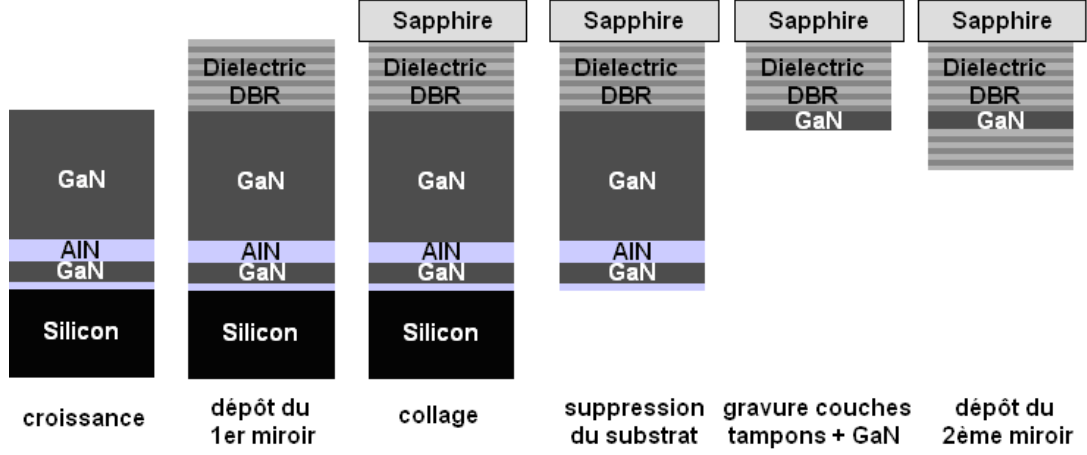 Sapphire
Sapphire
Sapphire
Sapphire
Dielectric
DBR
Dielectric
DBR
Dielectric
DBR
Dielectric
DBR
Dielectric
DBR
GaN
GaN
GaN
GaN
GaN
GaN
AlN
AlN
AlN
AlN
GaN
GaN
GaN
GaN
Silicon
Silicon
Silicon
croissance
dépôt du
1er miroir
collage
suppression
du substrat
gravure couches
tampons + GaN
dépôt du
2ème miroir